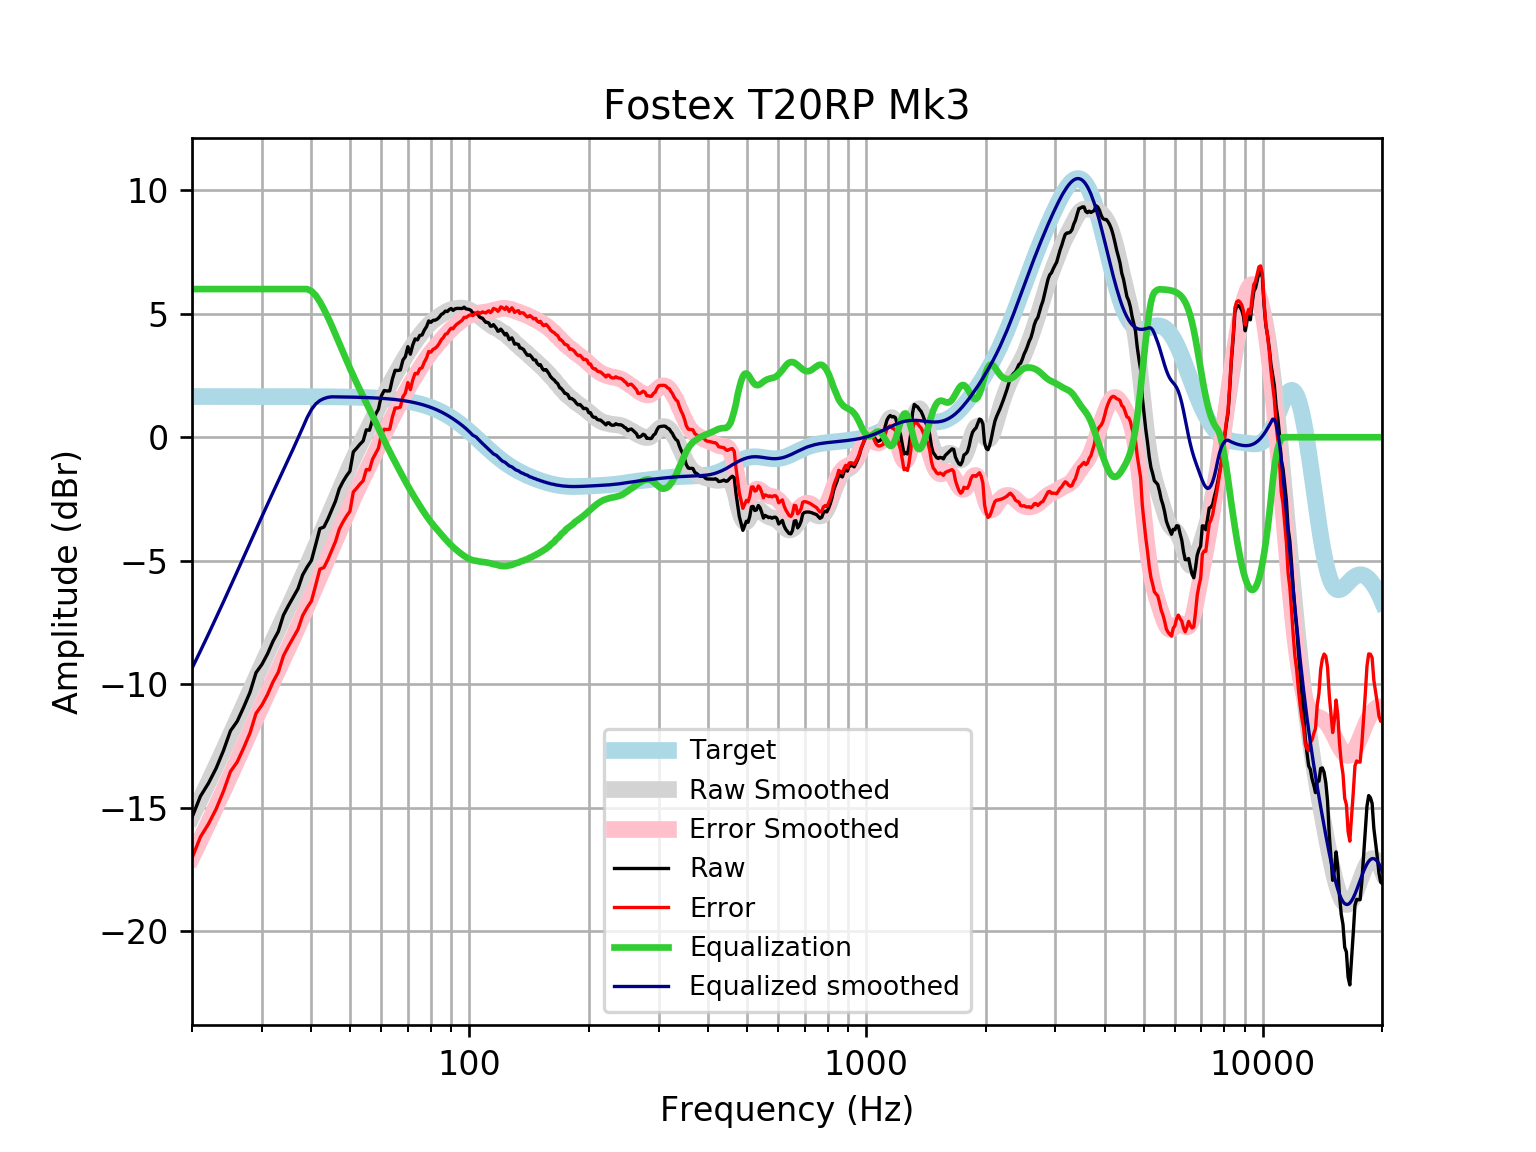 Fostex T20RP Mk3
10
5
0
−5
−10
−15
−20
Amplitude (dBr)
Target
Raw Smoothed
Error Smoothed
Raw
Error
Equalization
Equalized smoothed
100
1000
10000
Frequency (Hz)